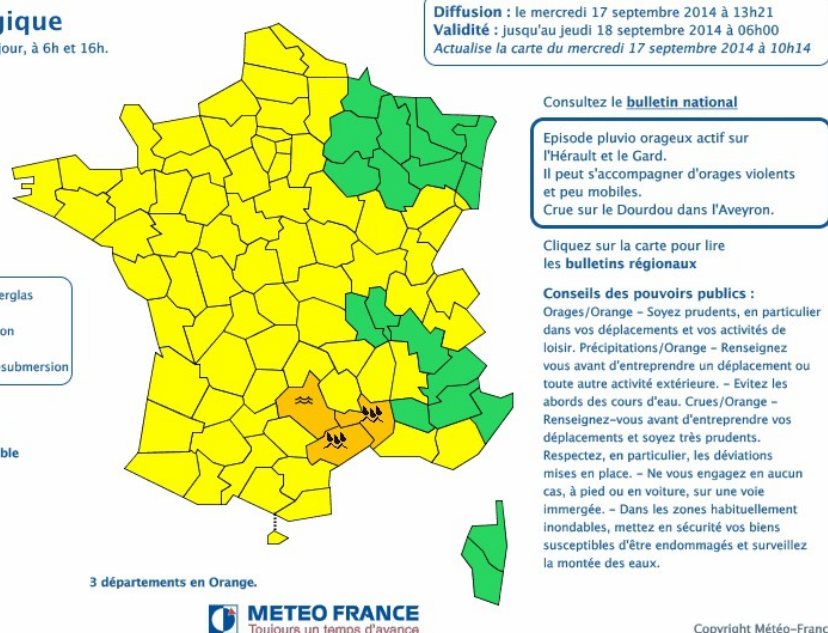 gique
jour, à 6h et 16h.
Diffusion : le mercredi 17 septembre 2014 à 13h21
Validité : jusqu'au jeudi 18 septembre 2014 à 06h00
Actualise la carte du mercredi 17 septembre 2014 à 10h14
Consultez le bulletin national
Episode pluvio orageux actif sur
l'Hérault et le Gard.
Il peut s'accompagner d'orages violents
et peu mobiles.
Crue sur le Dourdou dans l'Aveyron.
Cliquez sur la carte pour lire
les bulletins régionaux
Conseils des pouvoirs publics :
Orages/Orange – Soyez prudents, en particulier
dans vos déplacements et vos activités de
loisir. Précipitations/Orange – Renseignez
vous avant d'entreprendre un déplacement ou
toute autre activité extérieure. – Evitez les
abords des cours d'eau. Crues/Orange –
Renseignez-vous avant d'entreprendre vos
déplacements et soyez très prudents.
Respectez, en particulier, les déviations
mises en place. – Ne vous engagez en aucun
cas, à pied ou en voiture, sur une voie
immergée. – Dans les zones habituellement
inondables, mettez en sécurité vos biens
susceptibles d'être endommagés et surveillez
la montée des eaux.
erglas
on
submersion
ble
3 départements en Orange.
METEO FRANCE
Toujours un temps d'avance
Copyright Météo-Franc